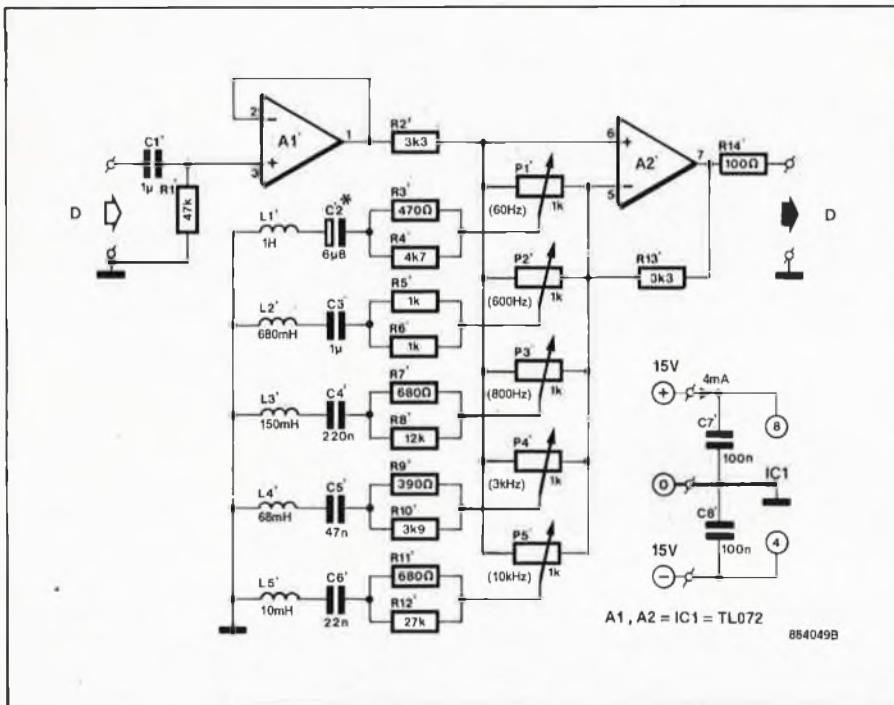 C1'
1µ
R1'
47k
D
2
3
−
+
A1'
1
R2'
3k3
L1'
1H
C'2*
6µ8
R3'
470Ω
R4'
4k7
P1'
(60Hz)
1k
L2'
680mH
C3'
1µ
R5'
1k
R6'
1k
P2'
(600Hz)
1k
L3'
150mH
C4'
220n
R7'
680Ω
R8'
12k
P3'
(800Hz)
1k
L4'
68mH
C5'
47n
R9'
390Ω
R10'
3k9
P4'
(3kHz)
1k
L5'
10mH
C6'
22n
R11'
680Ω
R12'
27k
P5'
(10kHz)
1k
6
5
+
−
A2'
7
R14'
100Ω
D
R13'
3k3
15V
+
4mA
C7'
100n
8
0
IC1
C8'
100n
15V
−
4
A1 , A2 = IC1 = TL072
884049B